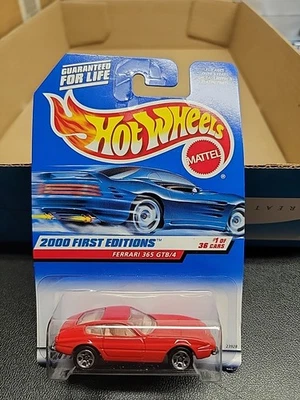 GUARANTEED
FOR LIFE
Hot Wheels
MATTEL
2000 FIRST EDITIONS
#1 OF
36 CARS
FERRARI 365 GTB/4